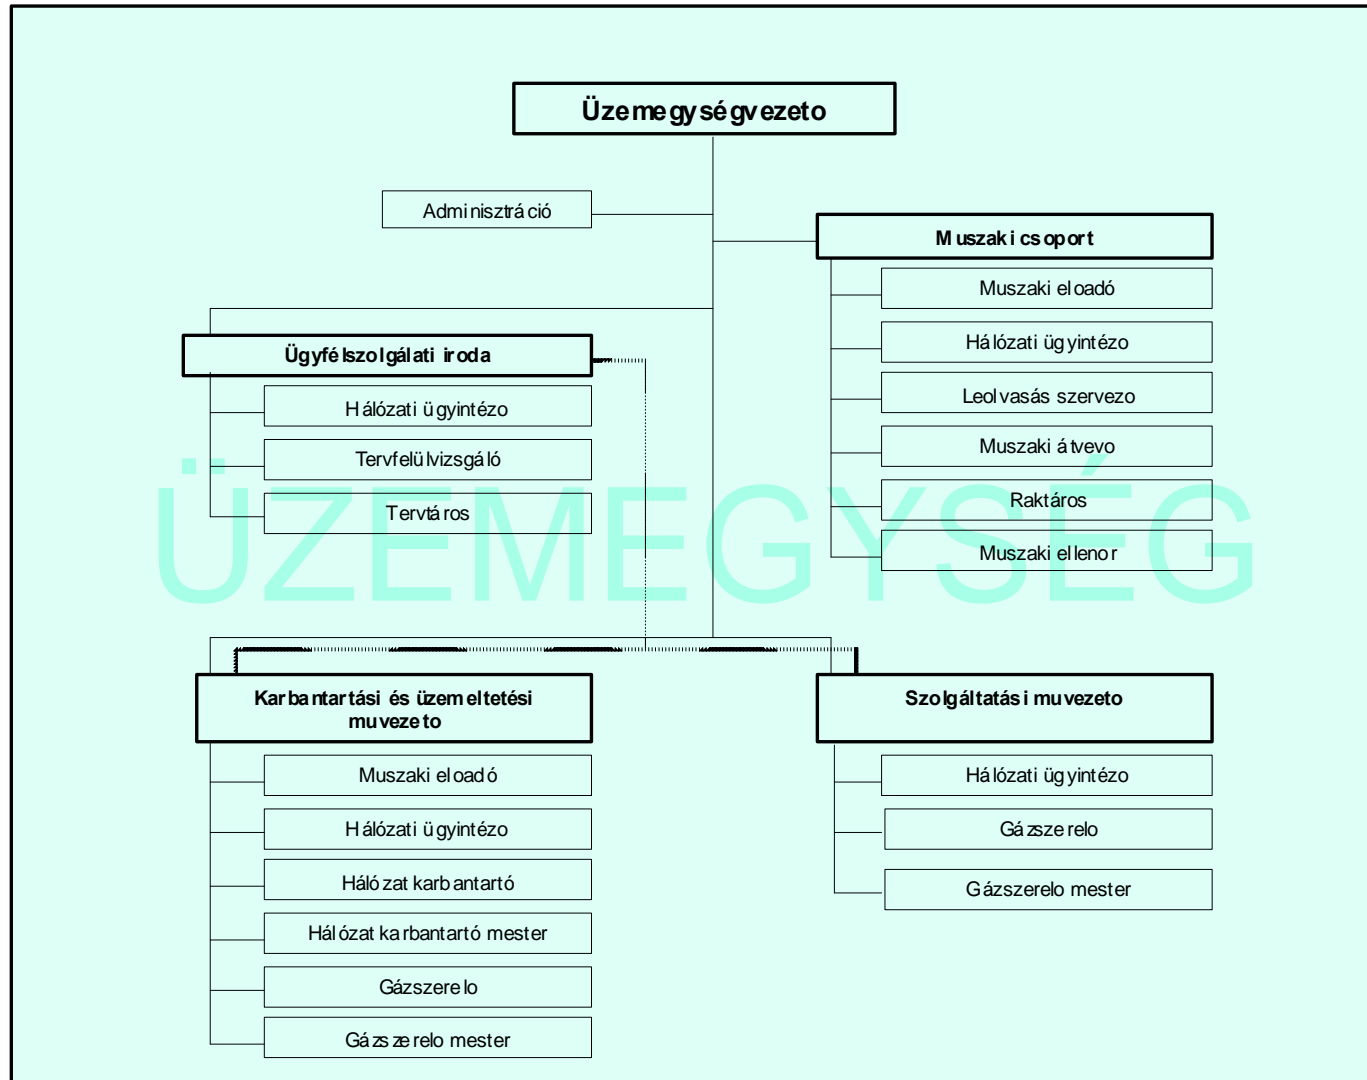 Üzemegységvezeto
Adminisztráció
Muszaki csoport
Muszaki eloadó
Hálózati ügyintézo
Leolvasás szervezo
Muszaki átvevo
Raktáros
Muszaki ellenor
Ügyfélszolgálati iroda
Hálózati ügyintézo
Tervfelülvizsgáló
Tervtáros
ÜZEMEGYSÉG
Karbantartási és üzemeltetési
muvezeto
Muszaki eloadó
Hálózati ügyintézo
Hálózat karbantartó
Hálózat karbantartó mester
Gázszerelo
Gázszerelo mester
Szolgáltatási muvezeto
Hálózati ügyintézo
Gázszerelo
Gázszerelo mester